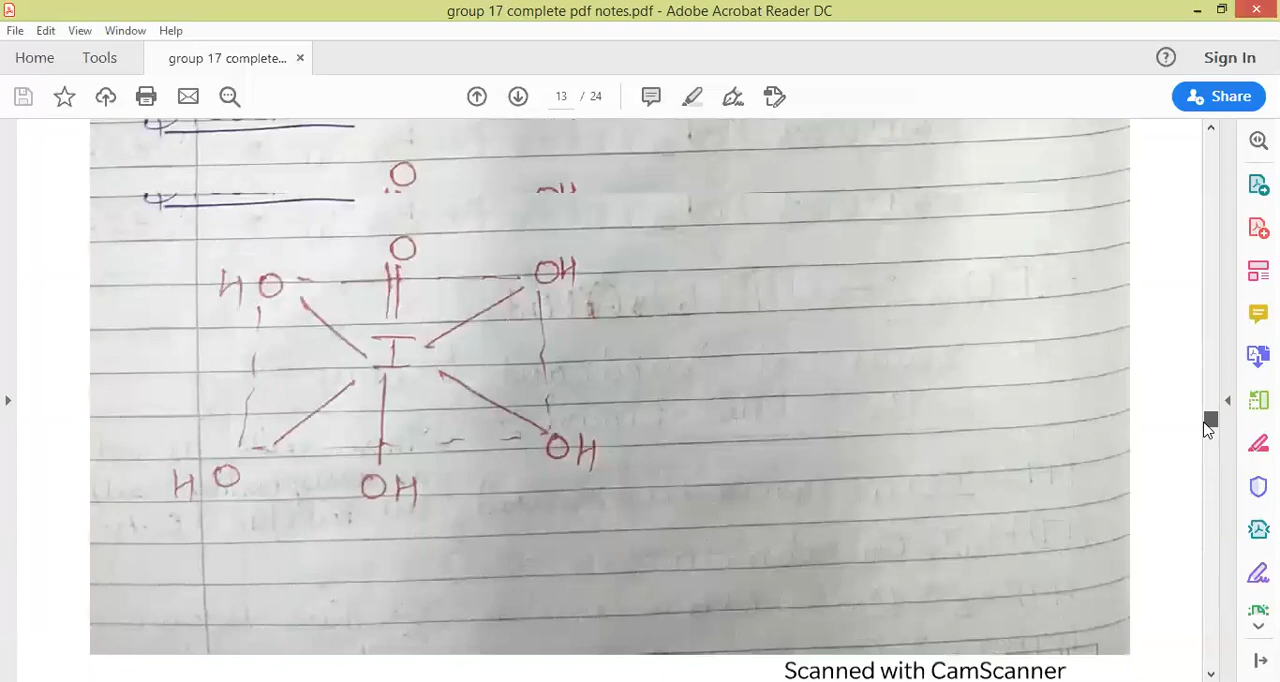 group 17 complete pdf notes.pdf - Adobe Acrobat Reader DC
File Edit View Window Help
Home Tools group 17 complete... × Sign In
13 / 24 Share
O
OH
O
HO OH
I
HO OH OH
Scanned with CamScanner